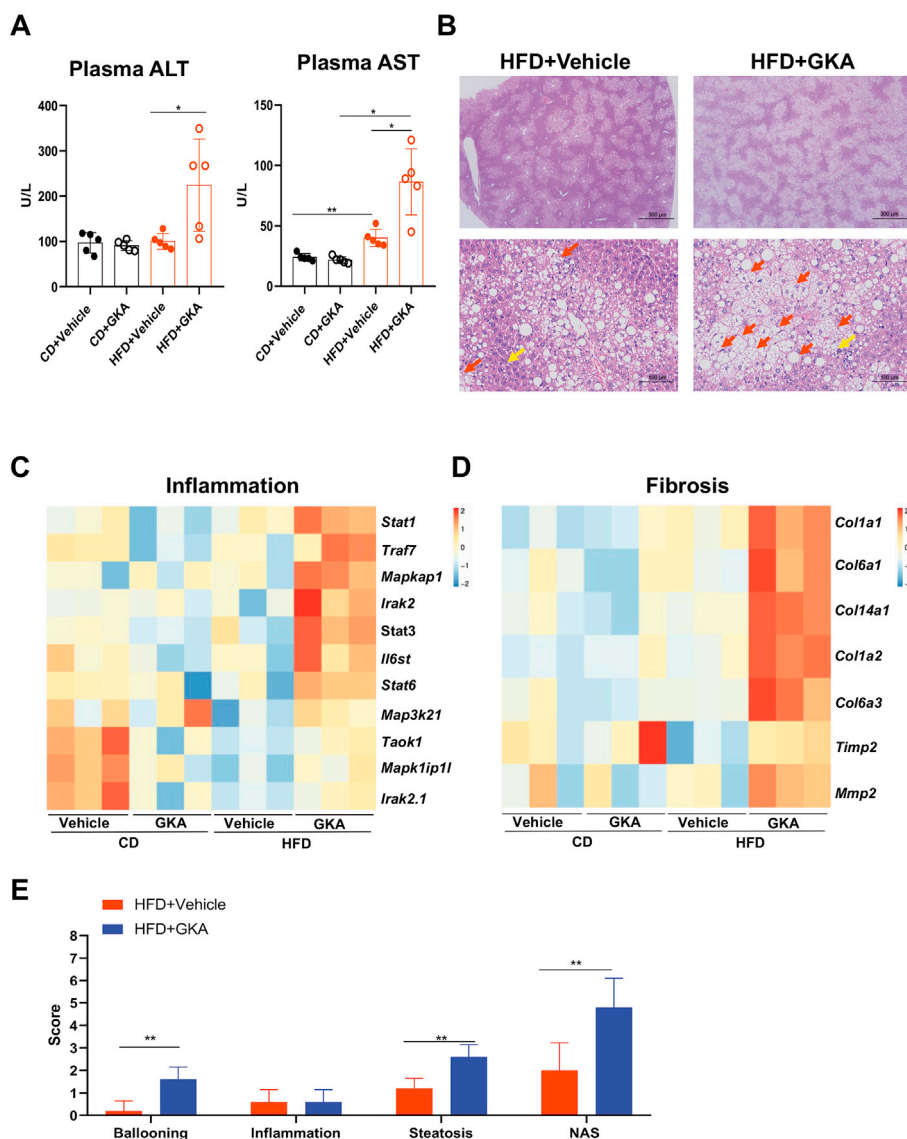 A
Plasma ALT
U/L
400
300
200
100
0
*
CD+Vehicle
CD+GKA
HFD+Vehicle
HFD+GKA
Plasma AST
U/L
150
100
50
0
**
*
*
CD+Vehicle
CD+GKA
HFD+Vehicle
HFD+GKA
B
HFD+Vehicle
HFD+GKA
300 µm
300 µm
100 µm
100 µm
C
Inflammation
Stat1
Traf7
Mapkap1
Irak2
Stat3
Il6st
Stat6
Map3k21
Taok1
Mapk1ip1l
Irak2.1
2
1
0
-1
-2
Vehicle GKA Vehicle GKA
CD HFD
D
Fibrosis
Col1a1
Col6a1
Col14a1
Col1a2
Col6a3
Timp2
Mmp2
2
1
0
-1
-2
Vehicle GKA Vehicle GKA
CD HFD
E
HFD+Vehicle
HFD+GKA
Score
8
7
6
5
4
3
2
1
0
**
**
**
Ballooning Inflammation Steatosis NAS